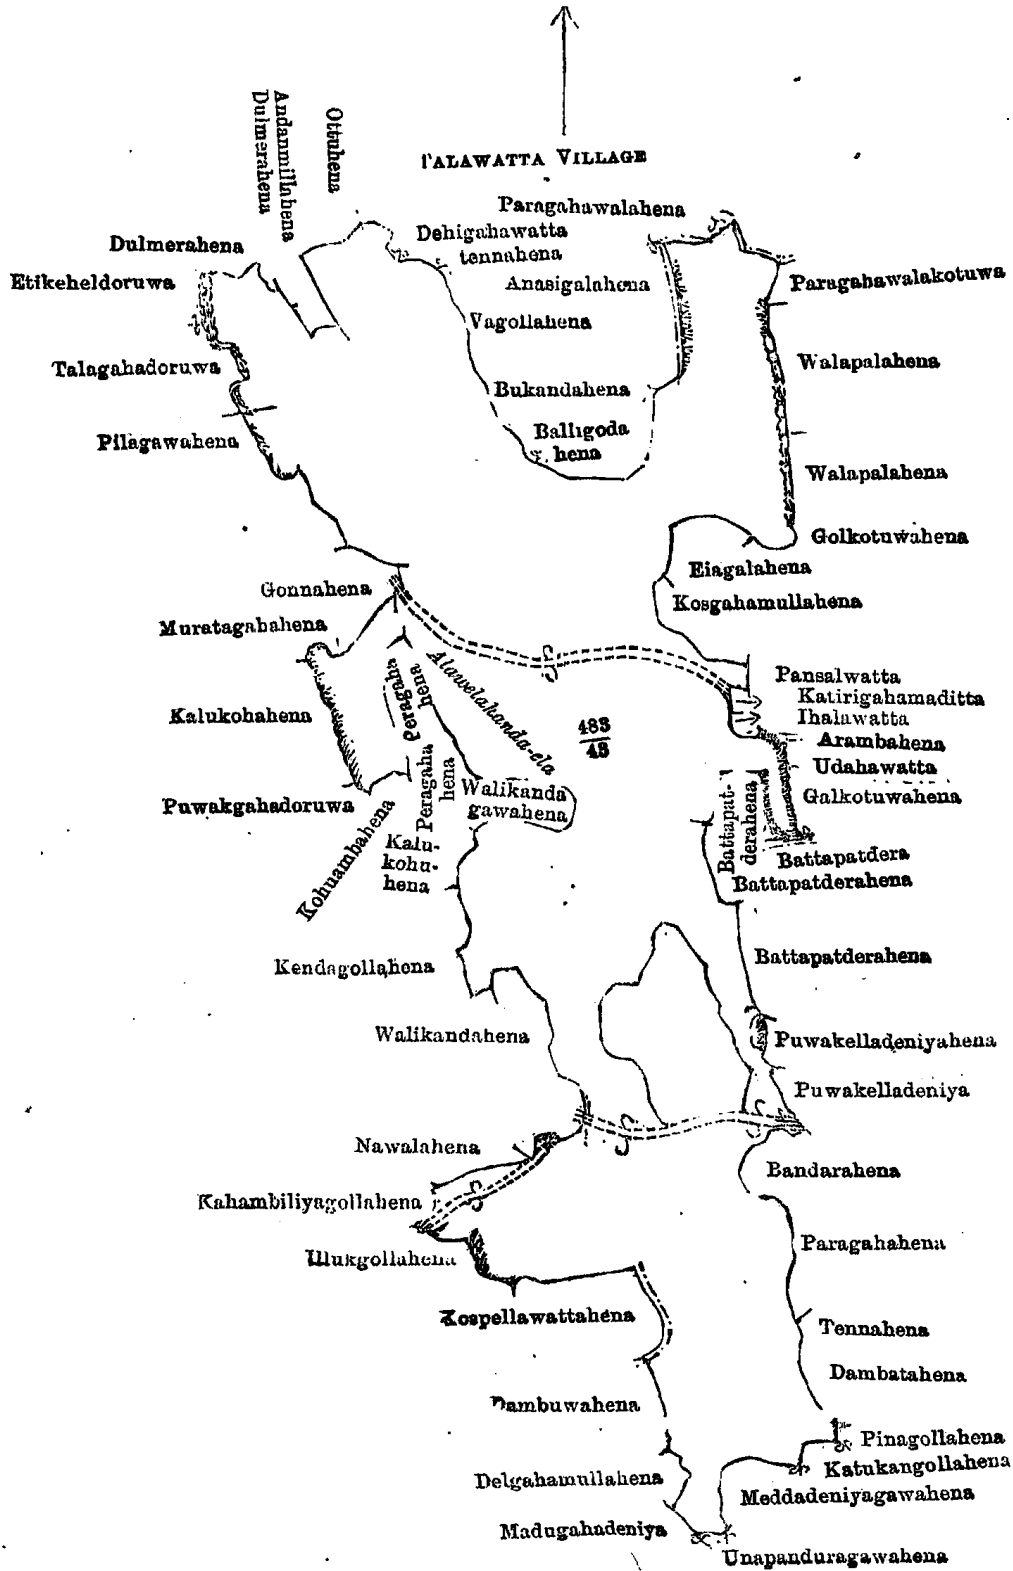 Ottuhena
Andanmillahena
Dulmerahena
VILLAGE
Paragahawalahena
Dehigahawatta
tennahena
Dulmerahena
Etikeheldoruwa
Anasigalahena
Paragahawalakotuwa
Vagollahena
Talagahadoruwa
Walapalahena
Bukandahena
Balligoda
hena
Pilagawahena
Walapalahena
Golkotuwahena
Eiagalahena
Gonnahena
Kosgahamullahena
Muratagahahena
Peragaha
hena
Alawelakanda-ela
Pansalwatta
Katirigahamaditta
Ihalawatta
Kalukohahena
483
43
Arambahena
Udahawatta
Peragaha
hena
Walikanda
gawahena
Galkotuwahena
Puwakgahadoruwa
Kohuambahena
Kalu-
kohu-
hena
Battapat-
derahena
Battapatdera
Battapatderahena
Battapatderahena
Kendagollahena
Walikandahena
Puwakelladeniyahena
Puwakelladeniya
Nawalahena
Bandarahena
Kahambiliyagollahena
Paragahahena
Illukgollahena
Kospellawattahena
Tennahena
Dambatahena
Dambuwahena
Pinagollahena
Katukangollahena
Delgahamullahena
Meddadeniyagawahena
Madugahadeniya
Unapanduragawahena